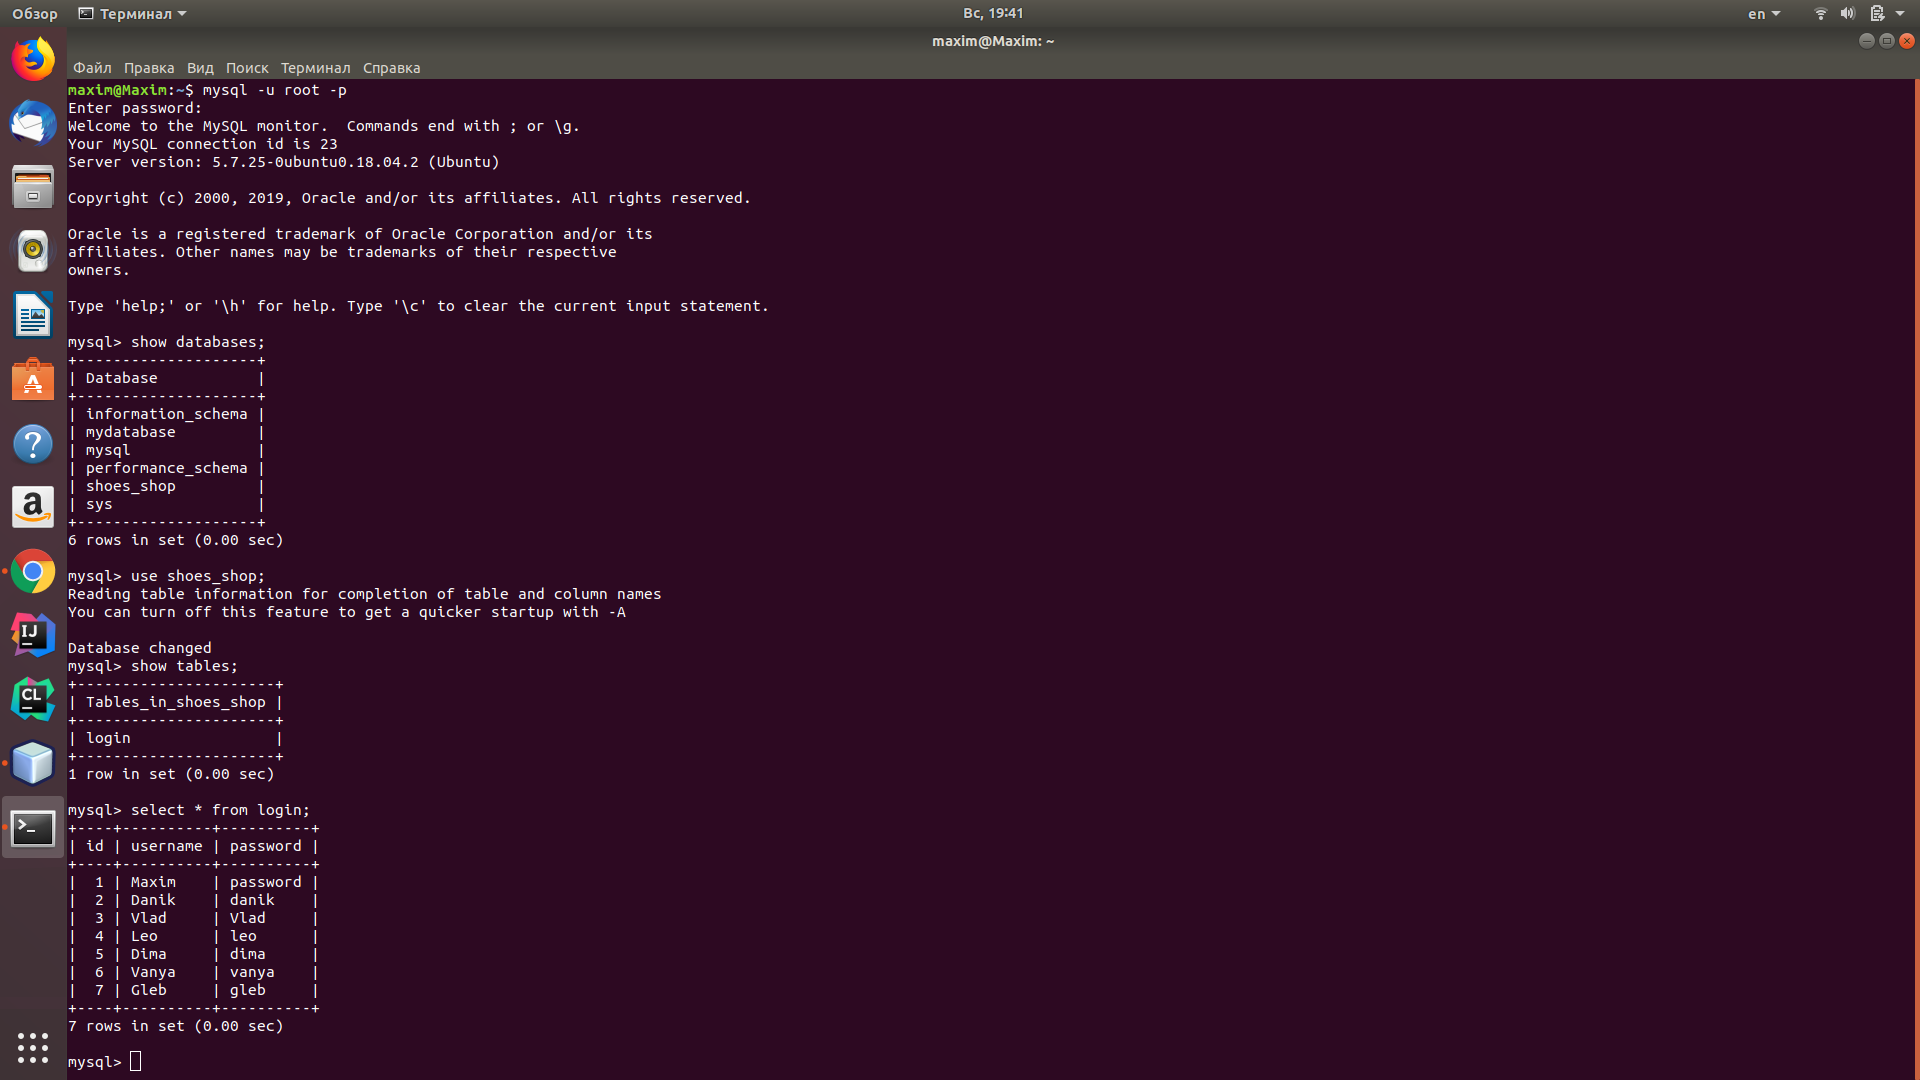 Обзор Терминал Вс, 19:41 en
maxim@Maxim: ~
Файл Правка Вид Поиск Терминал Справка
maxim@Maxim:~$ mysql -u root -p
Enter password:
Welcome to the MySQL monitor.  Commands end with ; or \g.
Your MySQL connection id is 23
Server version: 5.7.25-0ubuntu0.18.04.2 (Ubuntu)

Copyright (c) 2000, 2019, Oracle and/or its affiliates. All rights reserved.

Oracle is a registered trademark of Oracle Corporation and/or its
affiliates. Other names may be trademarks of their respective
owners.

Type 'help;' or '\h' for help. Type '\c' to clear the current input statement.

mysql> show databases;
+--------------------+
| Database           |
+--------------------+
| information_schema |
| mydatabase         |
| mysql              |
| performance_schema |
| shoes_shop         |
| sys                |
+--------------------+
6 rows in set (0.00 sec)

mysql> use shoes_shop;
Reading table information for completion of table and column names
You can turn off this feature to get a quicker startup with -A

Database changed
mysql> show tables;
+----------------------+
| Tables_in_shoes_shop |
+----------------------+
| login                |
+----------------------+
1 row in set (0.00 sec)

mysql> select * from login;
+----+----------+----------+
| id | username | password |
+----+----------+----------+
|  1 | Maxim    | password |
|  2 | Danik    | danik    |
|  3 | Vlad     | Vlad     |
|  4 | Leo      | leo      |
|  5 | Dima     | dima     |
|  6 | Vanya    | vanya    |
|  7 | Gleb     | gleb     |
+----+----------+----------+
7 rows in set (0.00 sec)

mysql>
A
?
a
IJ
CL
>_